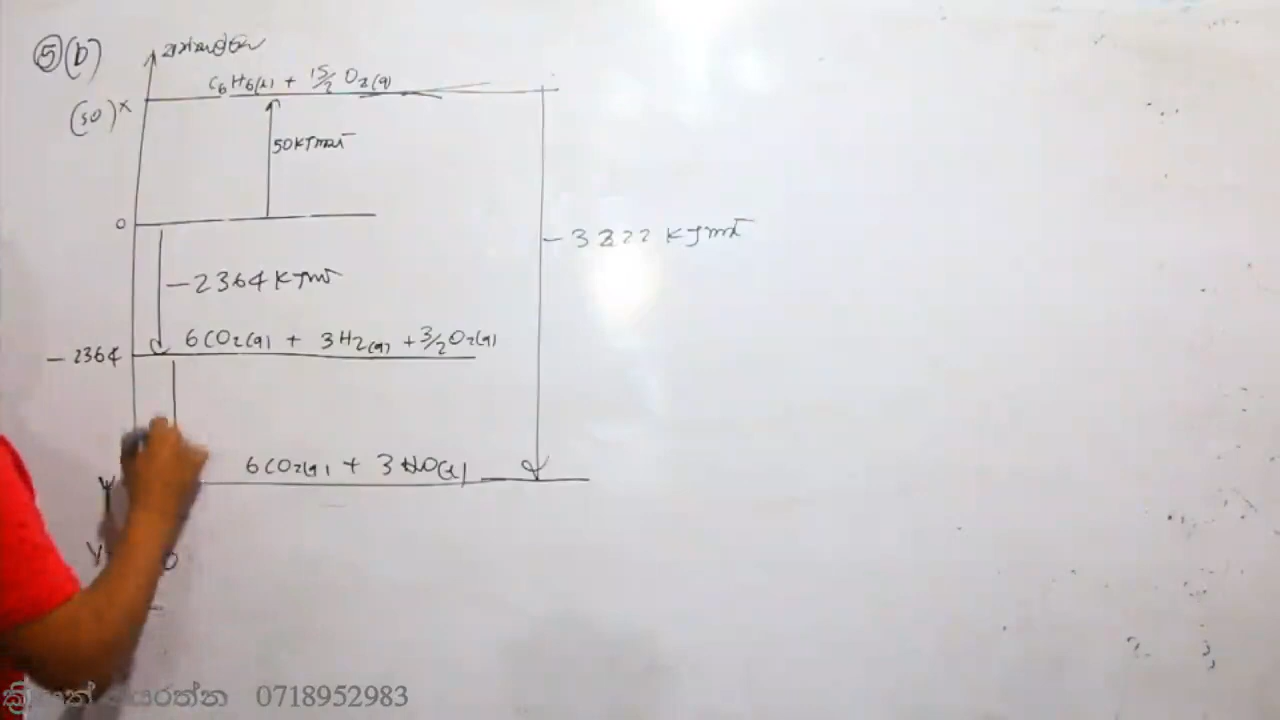 5 (b)
එන්තැල්පිය
C6H6(l) + 15/2 O2(g)
(50) x
50 kJ mol⁻¹
0
- 3222 kJ mol⁻¹
- 2364 kJ mol⁻¹
6CO2(g) + 3H2(g) + 3/2 O2(g)
- 2364
6CO2(g) + 3H2O(l)
0718952983